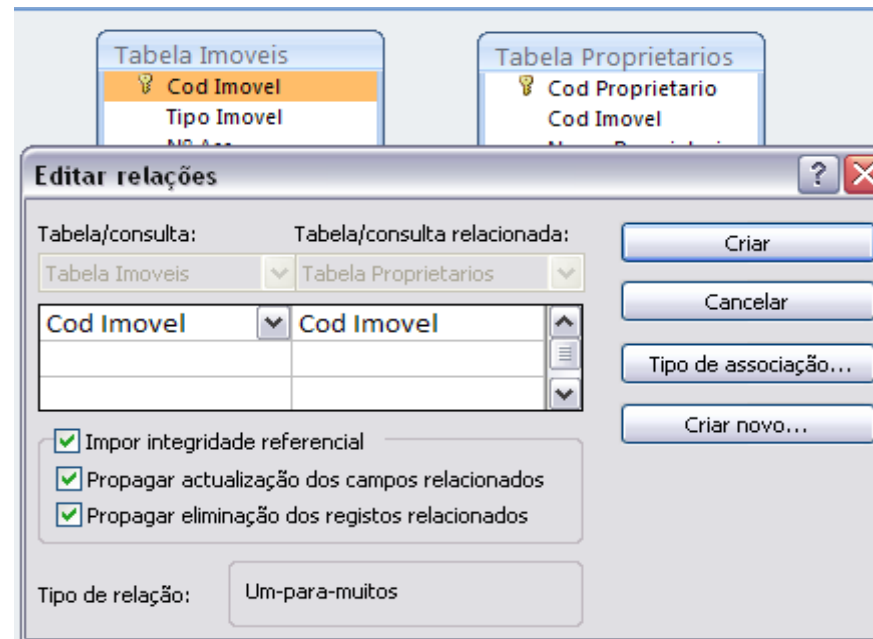 Tabela Imoveis
Cod Imovel
Tipo Imovel
Tabela Proprietarios
Cod Proprietario
Cod Imovel
Editar relações
?
Tabela/consulta: Tabela/consulta relacionada:
Tabela Imoveis Tabela Proprietarios
Cod Imovel Cod Imovel
Impor integridade referencial
Propagar actualização dos campos relacionados
Propagar eliminação dos registos relacionados
Tipo de relação: Um-para-muitos
Criar
Cancelar
Tipo de associação...
Criar novo...